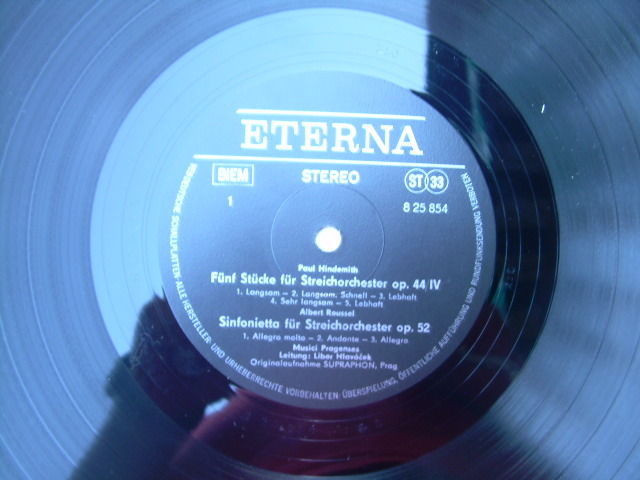 ETERNA
BIEM STEREO ST 33
1 8 25 854
Paul Hindemith
Fünf Stücke für Streichorchester op. 44 IV
1. Langsam – 2. Langsam. Schnell – 3. Lebhaft
4. Sehr langsam – 5. Lebhaft
Albert Roussel
Sinfonietta für Streichorchester op. 52
1. Allegro molto – 2. Andante – 3. Allegro
Musici Pragenses
Leitung: Libor Hlaváček
Originalaufnahme SUPRAPHON, Prag
SCHALLPLATTEN · ALLE HERSTELLER- UND URHEBERRECHTE VORBEHALTEN · ÜBERSPIELUNG, ÖFFENTLICHE AUFFÜHRUNG UND RUNDFUNKSENDUNG VERBOTEN